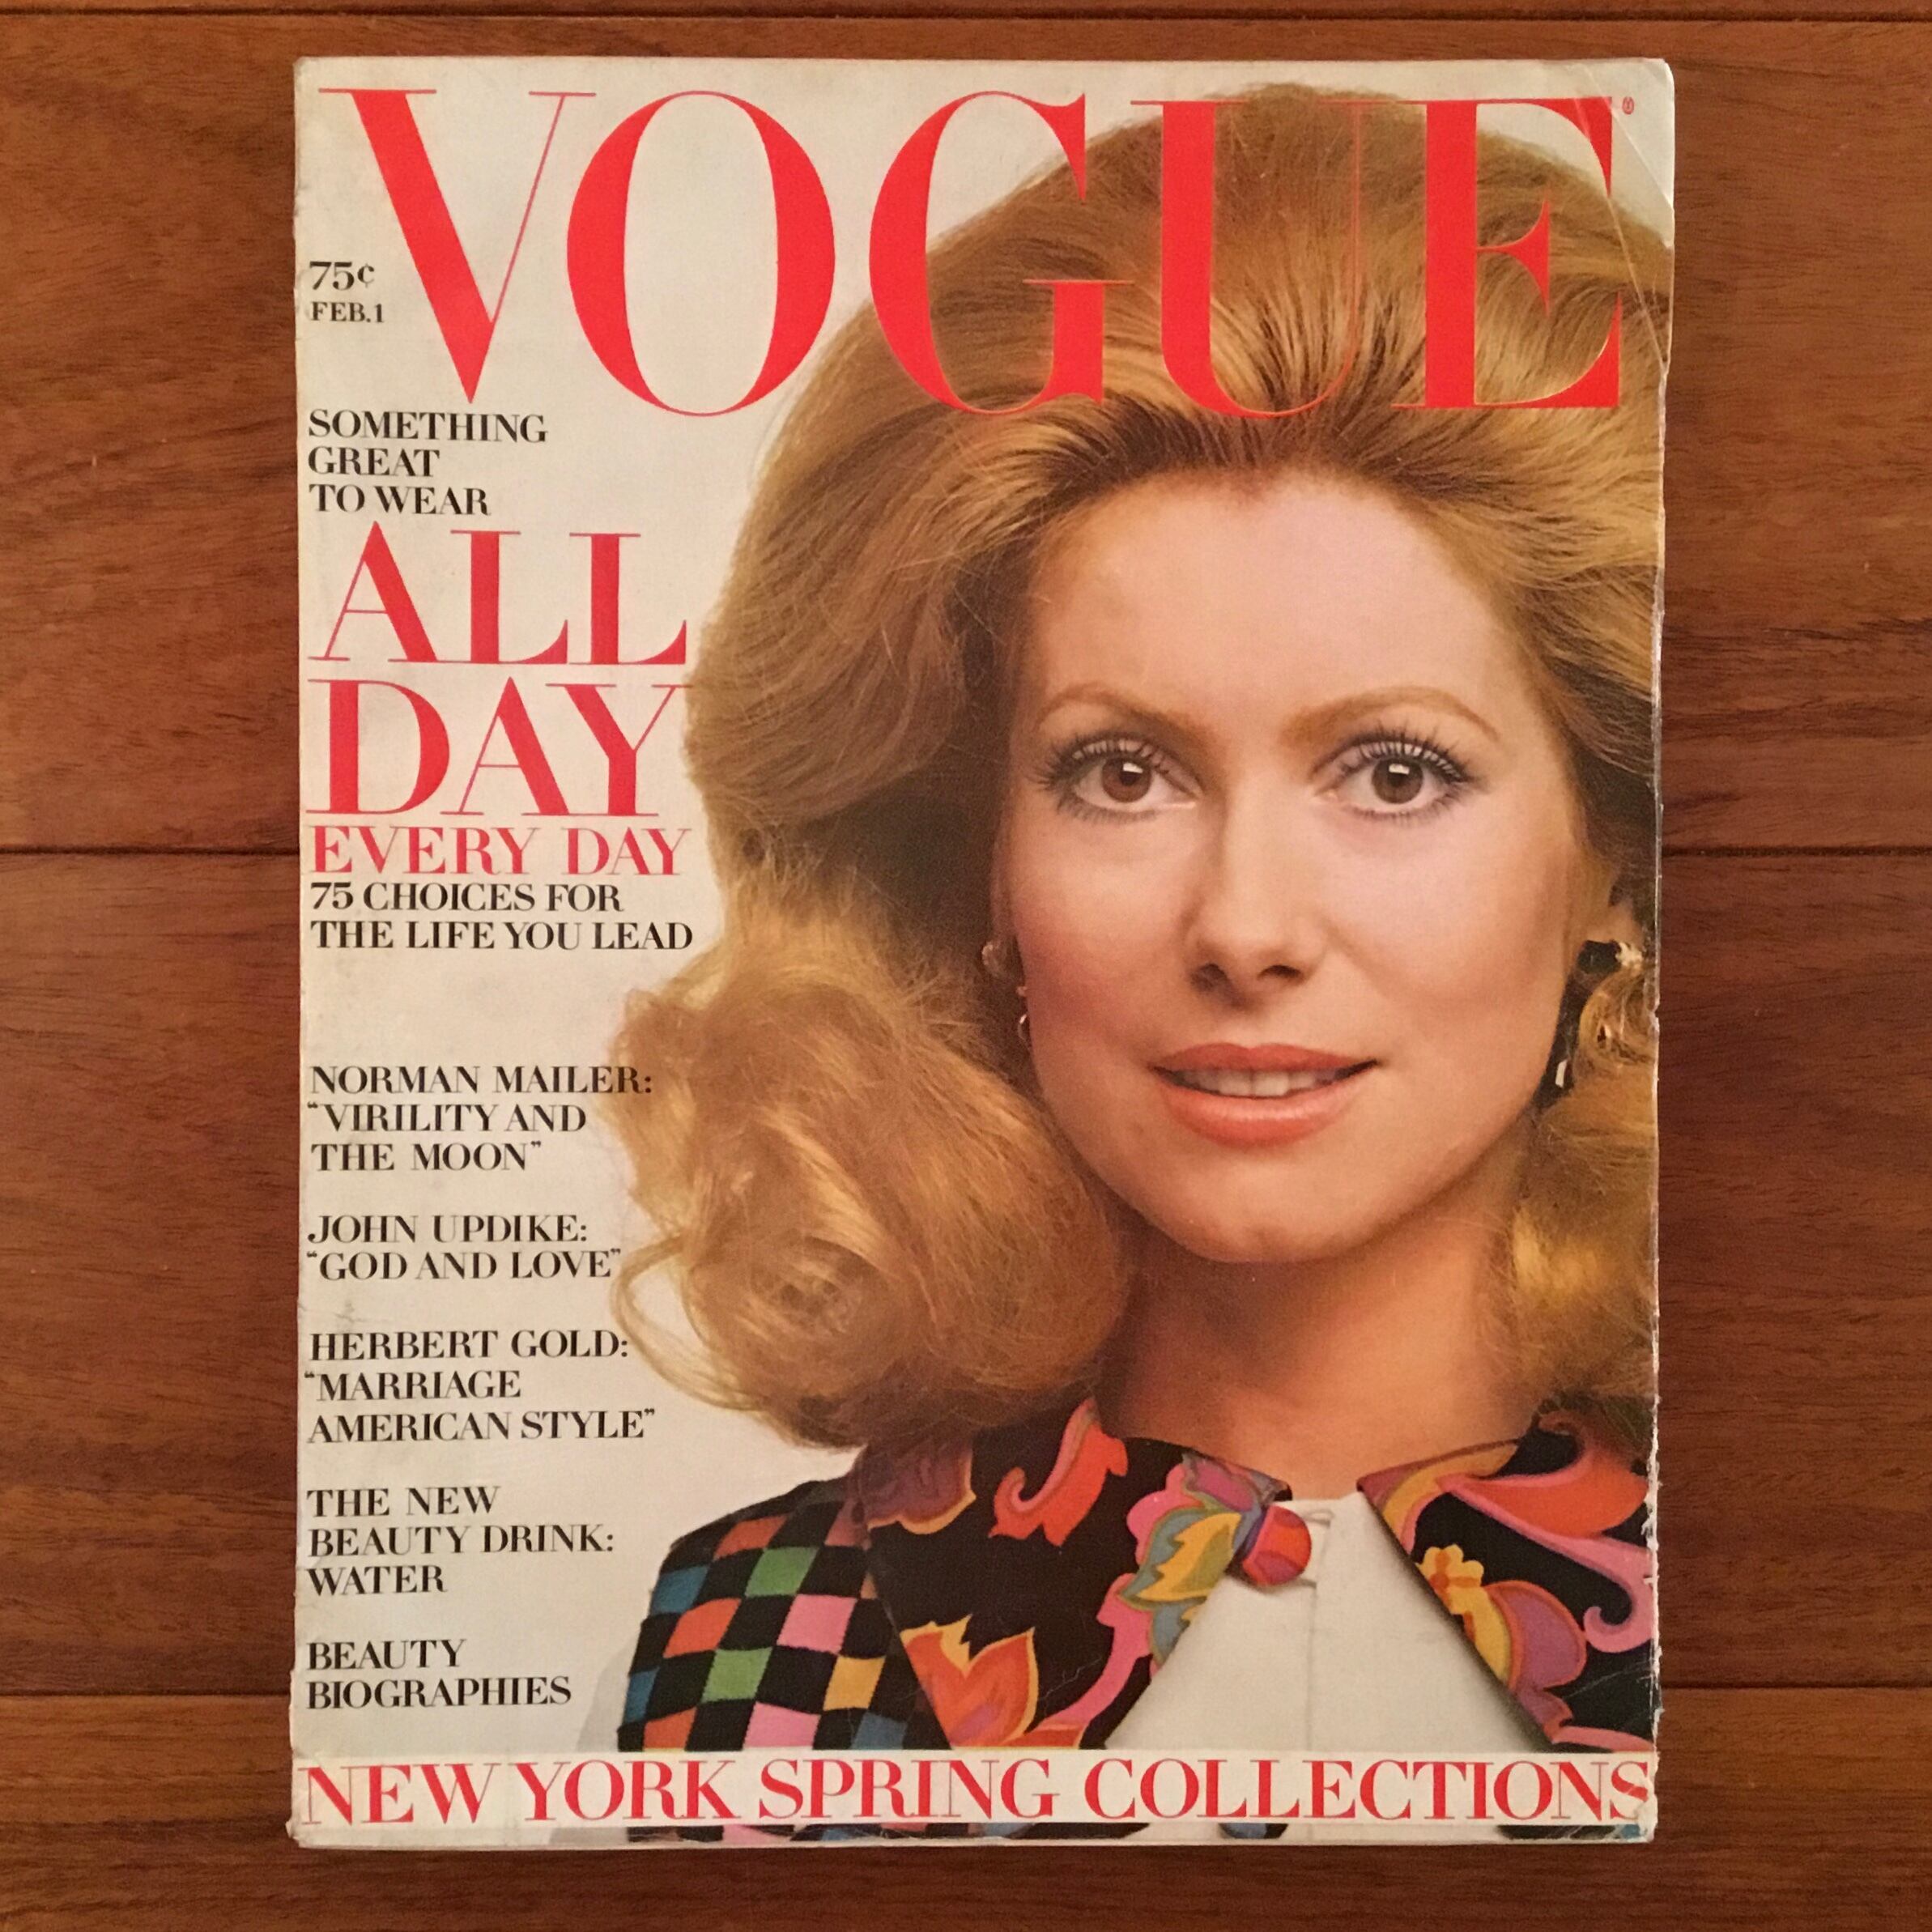 VOGUE®
75¢
FEB.1
SOMETHING
GREAT
TO WEAR
ALL
DAY
EVERY DAY
75 CHOICES FOR
THE LIFE YOU LEAD
NORMAN MAILER:
“VIRILITY AND
THE MOON”
JOHN UPDIKE:
“GOD AND LOVE”
HERBERT GOLD:
“MARRIAGE
AMERICAN STYLE”
THE NEW
BEAUTY DRINK:
WATER
BEAUTY
BIOGRAPHIES
NEW YORK SPRING COLLECTIONS